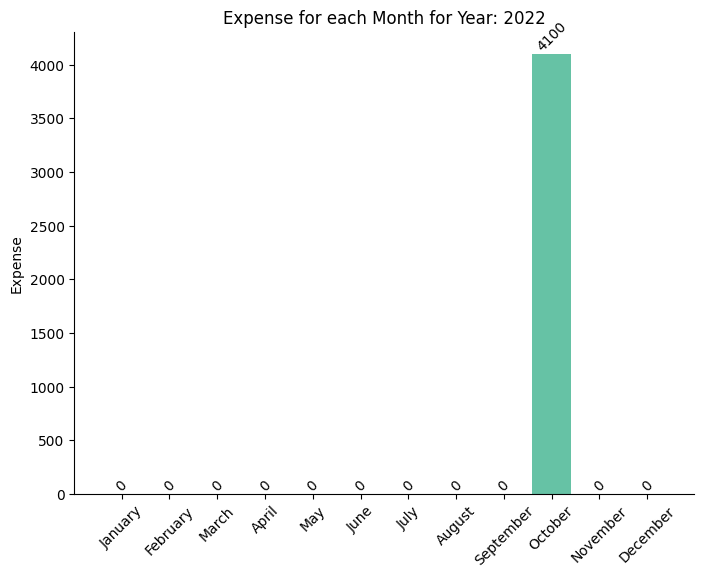 Expense for each Month for Year: 2022
4100
4000
3500
3000
2500
2000
1500
1000
500
0
Expense
0 0 0 0 0 0 0 0 0 0 0
January February March April May June July August September October November December